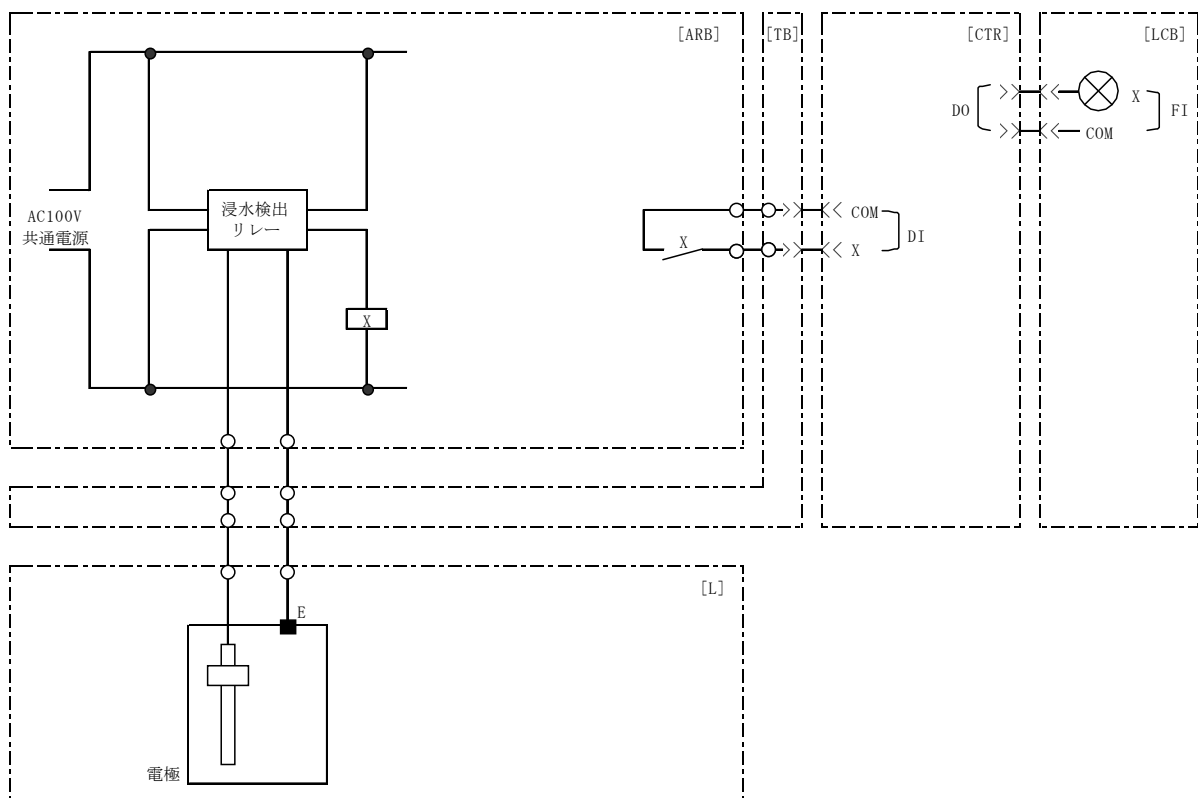 [ARB]
[TB]
[CTR]
[LCB]
DO
X
FI
COM
AC100V
共通電源
浸水検出
リレー
X
COM
DI
X
X
[L]
E
電極